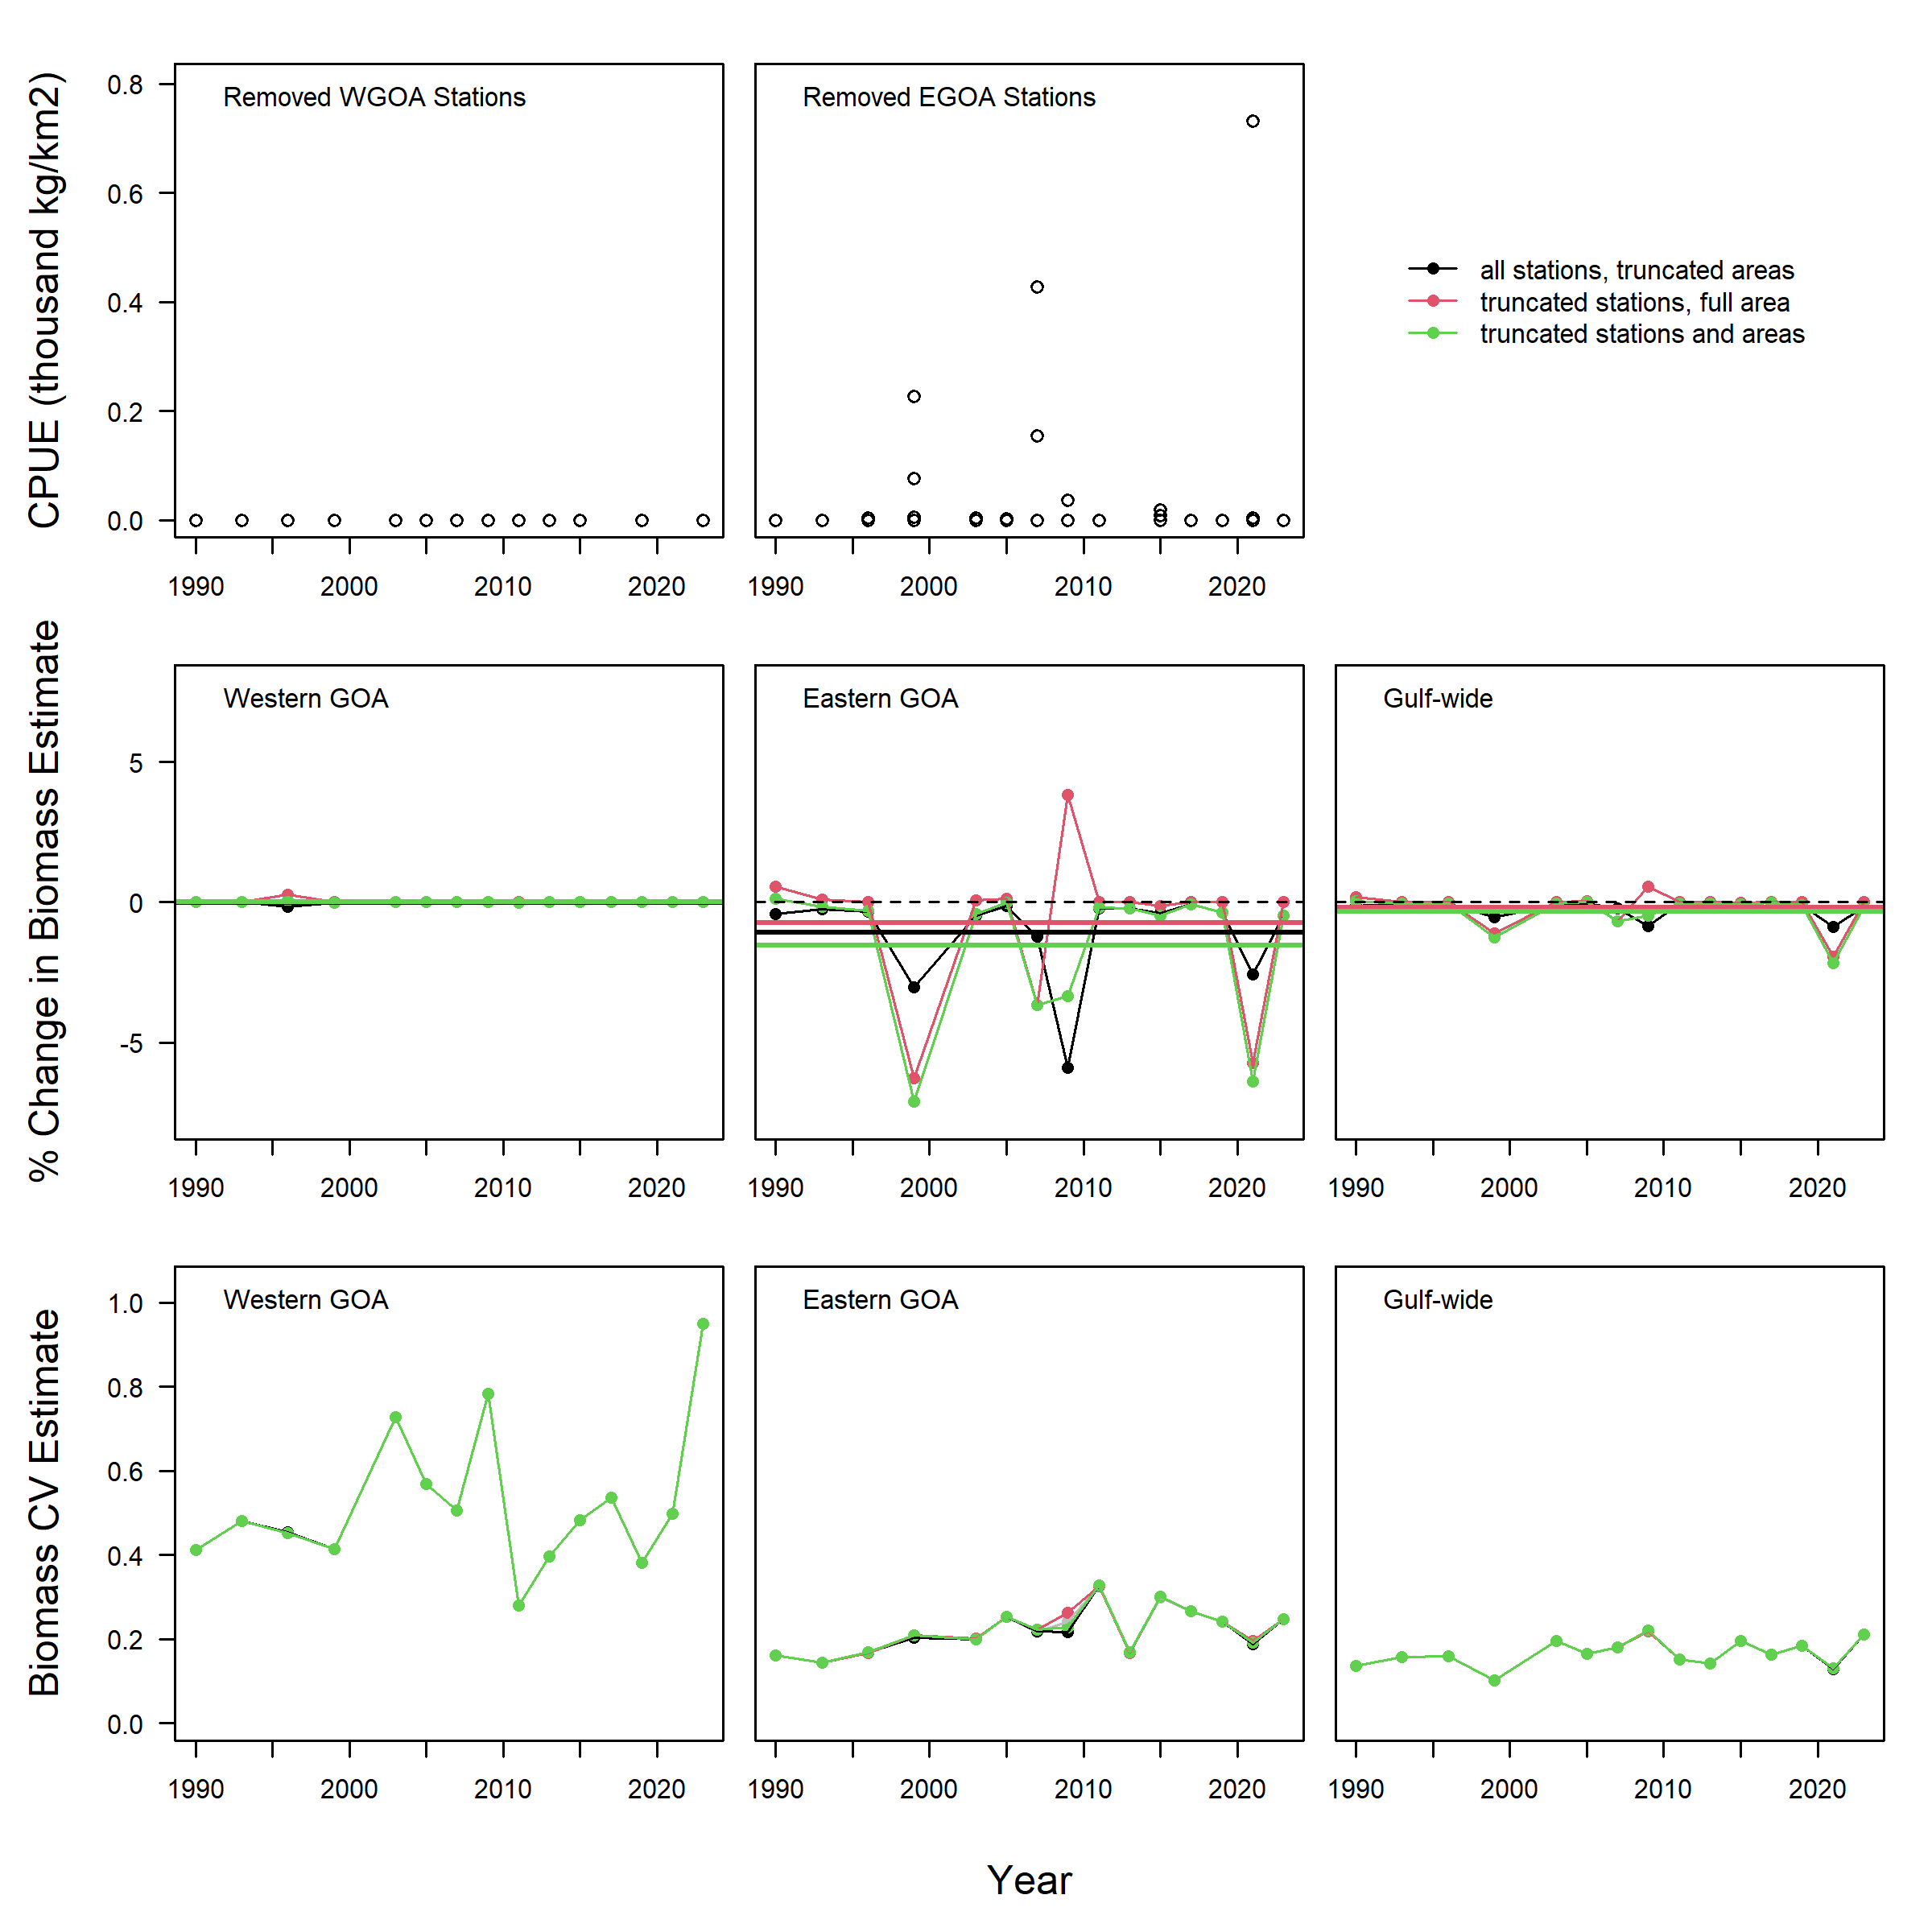 CPUE (thousand kg/km2)
0.8
0.6
0.4
0.2
0.0
Removed WGOA Stations
1990 2000 2010 2020
Removed EGOA Stations
1990 2000 2010 2020
all stations, truncated areas
truncated stations, full area
truncated stations and areas
% Change in Biomass Estimate
5
0
-5
Western GOA
1990 2000 2010 2020
Eastern GOA
1990 2000 2010 2020
Gulf-wide
1990 2000 2010 2020
Biomass CV Estimate
1.0
0.8
0.6
0.4
0.2
0.0
Western GOA
1990 2000 2010 2020
Eastern GOA
1990 2000 2010 2020
Gulf-wide
1990 2000 2010 2020
Year